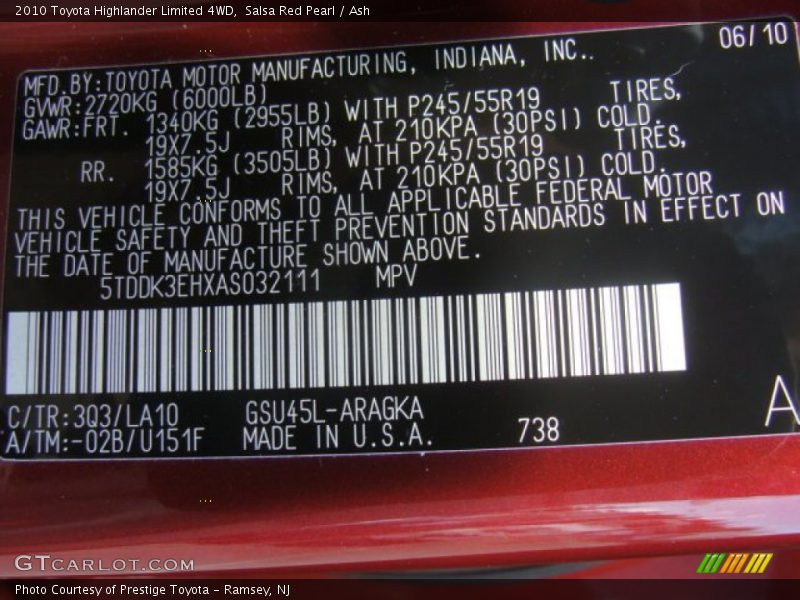 2010 Toyota Highlander Limited 4WD,  Salsa Red Pearl / Ash
06/10
MFD.BY:TOYOTA MOTOR MANUFACTURING, INDIANA, INC..
GVWR:2720KG (6000LB)
GAWR:FRT. 1340KG (2955LB) WITH P245/55R19 TIRES,
19X7.5J RIMS, AT 210KPA (30PSI) COLD.
RR. 1585KG (3505LB) WITH P245/55R19 TIRES,
19X7.5J RIMS, AT 210KPA (30PSI) COLD.
THIS VEHICLE CONFORMS TO ALL APPLICABLE FEDERAL MOTOR
VEHICLE SAFETY AND THEFT PREVENTION STANDARDS IN EFFECT ON
THE DATE OF MANUFACTURE SHOWN ABOVE.
5TDDK3EHXAS032111 MPV
C/TR:3Q3/LA10 GSU45L-ARAGKA
A/TM:-02B/U151F MADE IN U.S.A. 738
A
GTCARLOT.COM
Photo Courtesy of Prestige Toyota - Ramsey, NJ